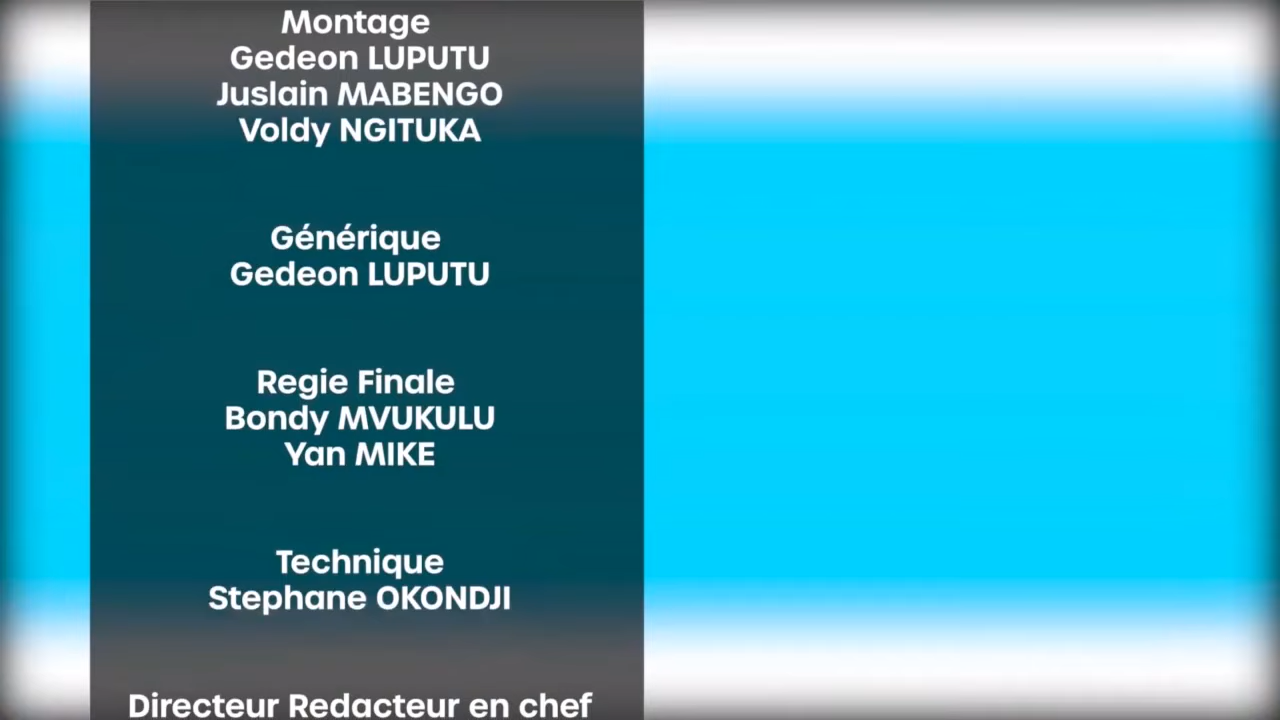 Montage
Gedeon LUPUTU
Juslain MABENGO
Voldy NGITUKA
Générique
Gedeon LUPUTU
Regie Finale
Bondy MVUKULU
Yan MIKE
Technique
Stephane OKONDJI
Directeur Redacteur en chef